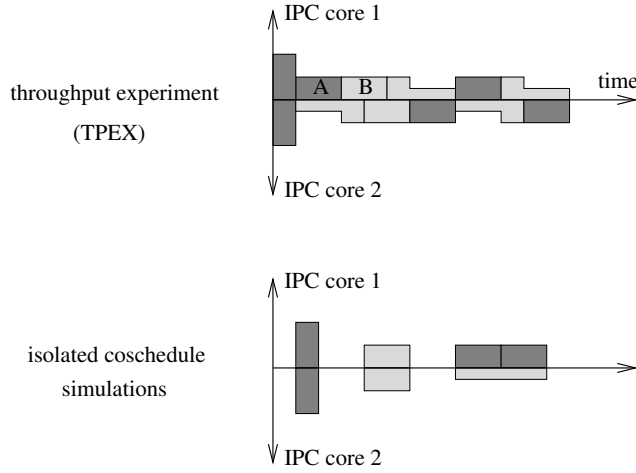 IPC core 1
throughput experiment
(TPEX)
A B
time
IPC core 2
IPC core 1
isolated coschedule
simulations
IPC core 2